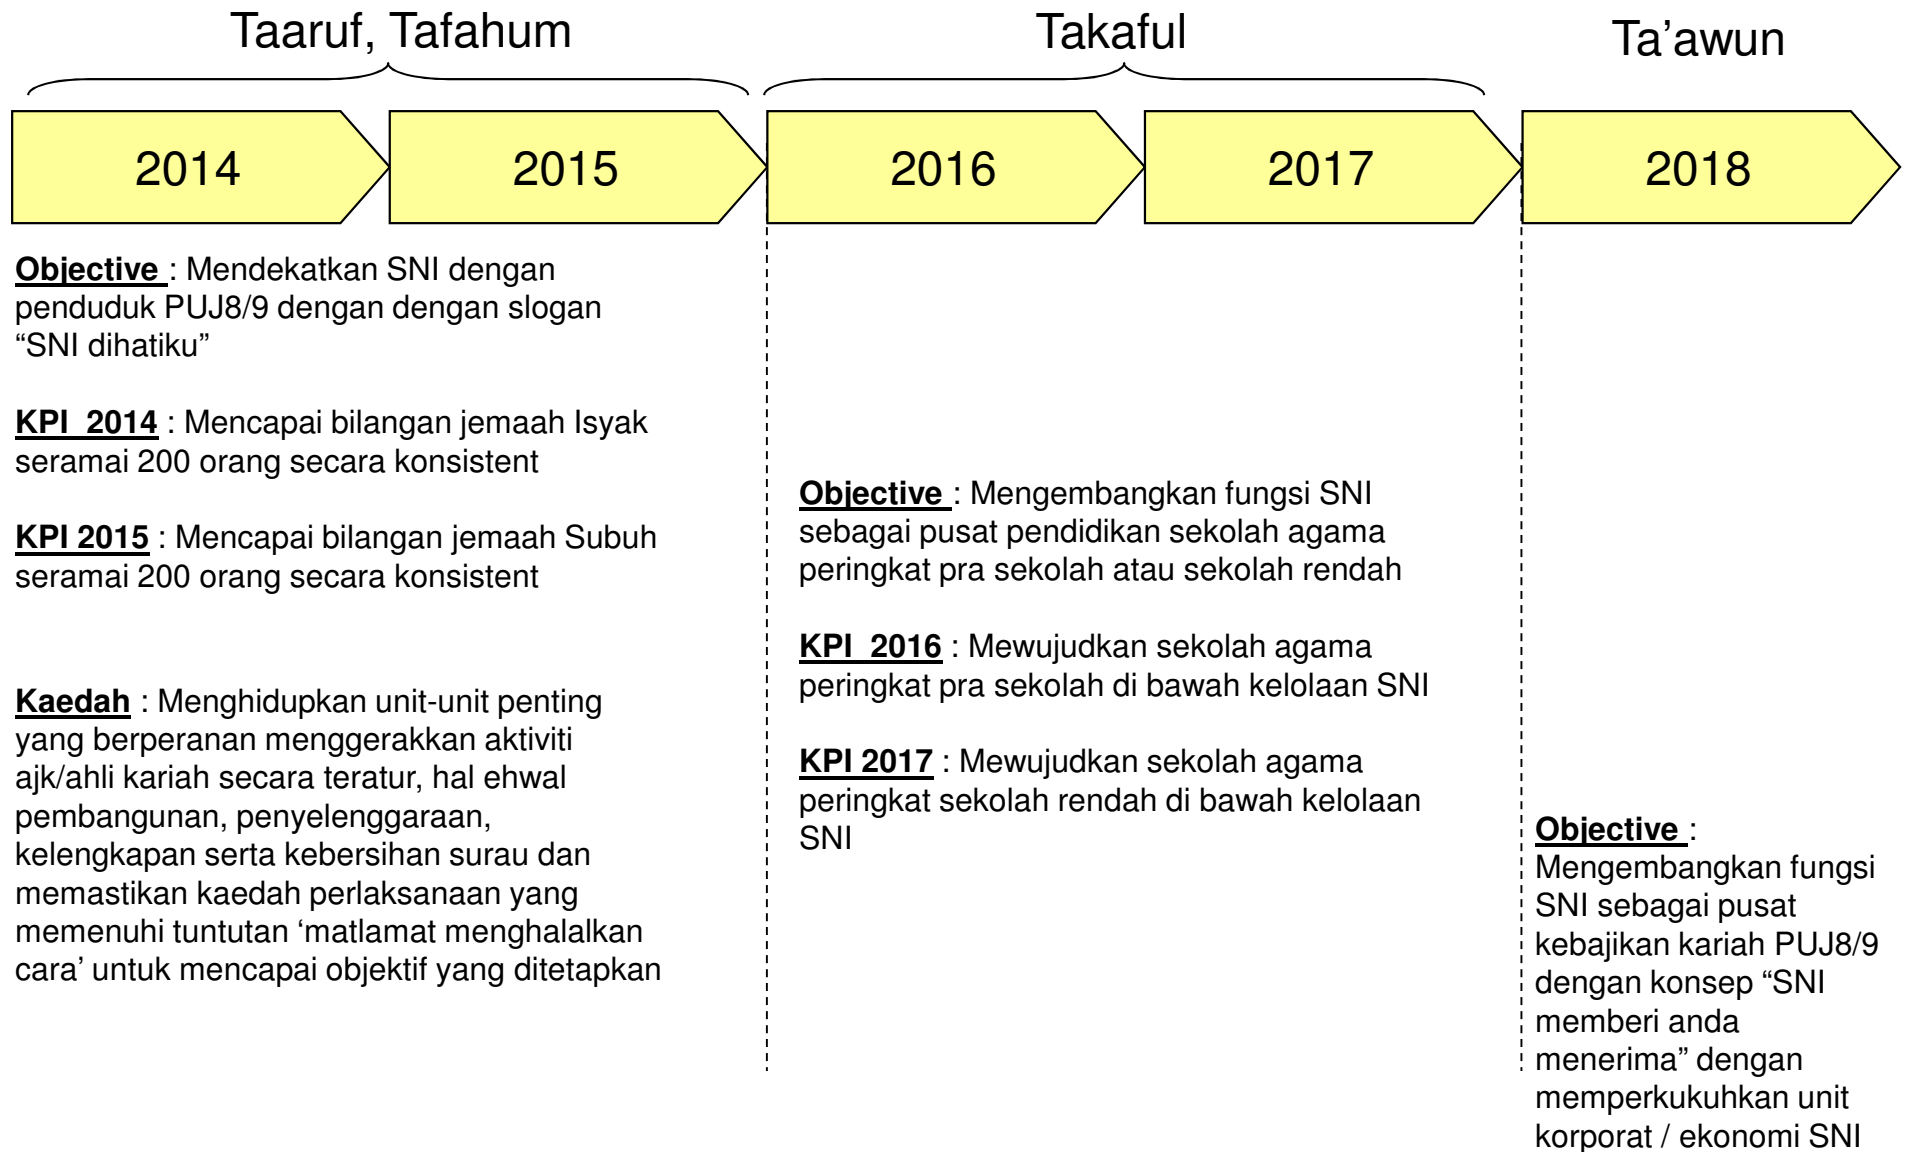 Taaruf, Tafahum
Takaful
Ta’awun
2014
2015
2016
2017
2018
Objective : Mendekatkan SNI dengan
penduduk PUJ8/9 dengan dengan slogan
“SNI dihatiku”
KPI  2014 : Mencapai bilangan jemaah Isyak
seramai 200 orang secara konsistent
KPI 2015 : Mencapai bilangan jemaah Subuh
seramai 200 orang secara konsistent
Kaedah : Menghidupkan unit-unit penting
yang berperanan menggerakkan aktiviti
ajk/ahli kariah secara teratur, hal ehwal
pembangunan, penyelenggaraan,
kelengkapan serta kebersihan surau dan
memastikan kaedah perlaksanaan yang
memenuhi tuntutan ‘matlamat menghalalkan
cara’ untuk mencapai objektif yang ditetapkan
Objective : Mengembangkan fungsi SNI
sebagai pusat pendidikan sekolah agama
peringkat pra sekolah atau sekolah rendah
KPI  2016 : Mewujudkan sekolah agama
peringkat pra sekolah di bawah kelolaan SNI
KPI 2017 : Mewujudkan sekolah agama
peringkat sekolah rendah di bawah kelolaan
SNI
Objective :
Mengembangkan fungsi
SNI sebagai pusat
kebajikan kariah PUJ8/9
dengan konsep “SNI
memberi anda
menerima” dengan
memperkukuhkan unit
korporat / ekonomi SNI